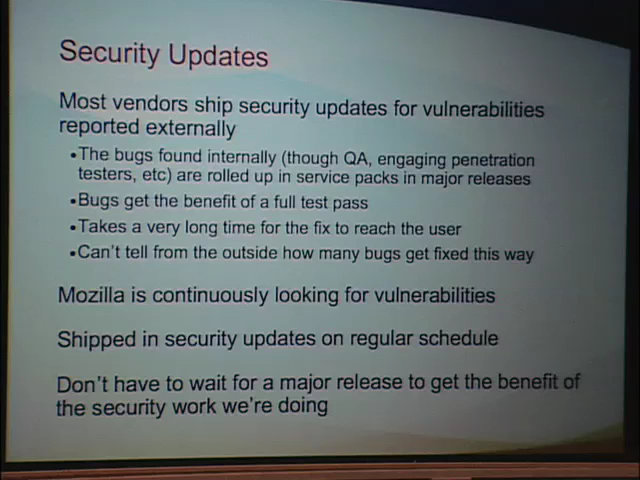 Security Updates
Most vendors ship security updates for vulnerabilities
reported externally
•The bugs found internally (though QA, engaging penetration
testers, etc) are rolled up in service packs in major releases
•Bugs get the benefit of a full test pass
•Takes a very long time for the fix to reach the user
•Can't tell from the outside how many bugs get fixed this way
Mozilla is continuously looking for vulnerabilities
Shipped in security updates on regular schedule
Don't have to wait for a major release to get the benefit of
the security work we're doing